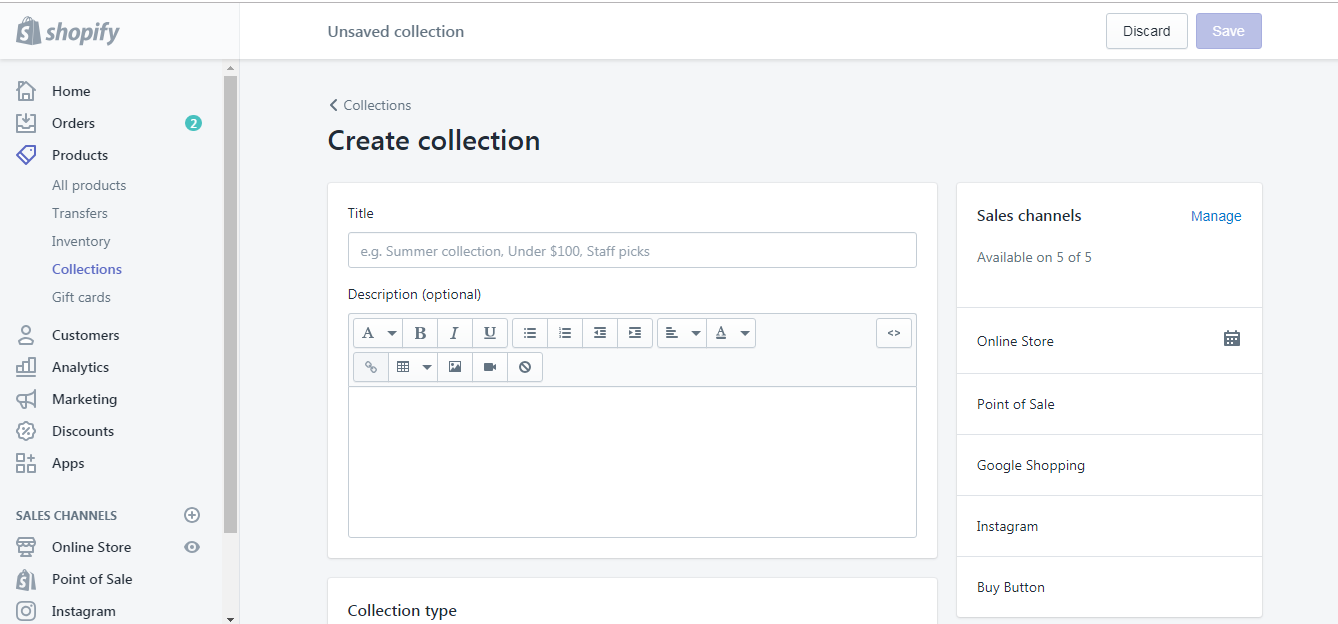 shopify
Unsaved collection
Discard
Save
Home
Orders 2
Products
All products
Transfers
Inventory
Collections
Gift cards
Customers
Analytics
Marketing
Discounts
Apps
SALES CHANNELS
Online Store
Point of Sale
Instagram
Collections
Create collection
Title
e.g. Summer collection, Under $100, Staff picks
Description (optional)
A B I U A <>
Collection type
Sales channels Manage
Available on 5 of 5
Online Store
Point of Sale
Google Shopping
Instagram
Buy Button